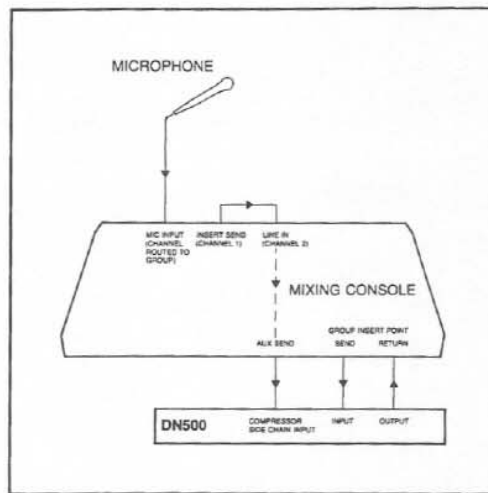 MICROPHONE
MIC INPUT
(CHANNEL
ROUTED TO
GROUP)
INSERT SEND
(CHANNEL 1)
LINE IN
(CHANNEL 2)
MIXING CONSOLE
GROUP INSERT POINT
AUX SEND
SEND
RETURN
DN500
COMPRESSOR
SIDE CHAIN INPUT
INPUT
OUTPUT